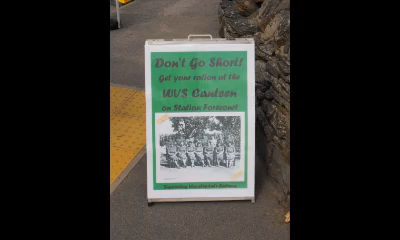 Don't Go Short!
Get your ration at the
WVS Canteen
on Station Forecourt